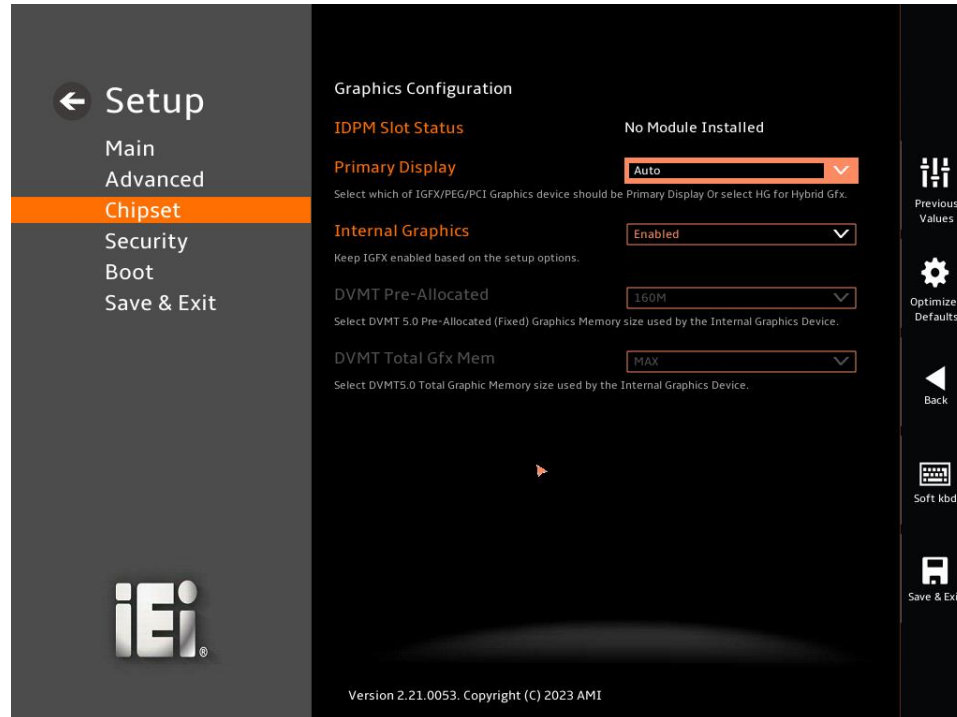 Setup
Main
Advanced
Chipset
Security
Boot
Save & Exit
iEi®
Graphics Configuration
IDPM Slot Status No Module Installed
Primary Display Auto
Select which of IGFX/PEG/PCI Graphics device should be Primary Display Or select HG for Hybrid Gfx.
Internal Graphics Enabled
Keep IGFX enabled based on the setup options.
DVMT Pre-Allocated 160M
Select DVMT 5.0 Pre-Allocated (Fixed) Graphics Memory size used by the Internal Graphics Device.
DVMT Total Gfx Mem MAX
Select DVMT5.0 Total Graphic Memory size used by the Internal Graphics Device.
Version 2.21.0053. Copyright (C) 2023 AMI
Previous
Values
Optimize
Defaults
Back
Soft kbd
Save & Exi